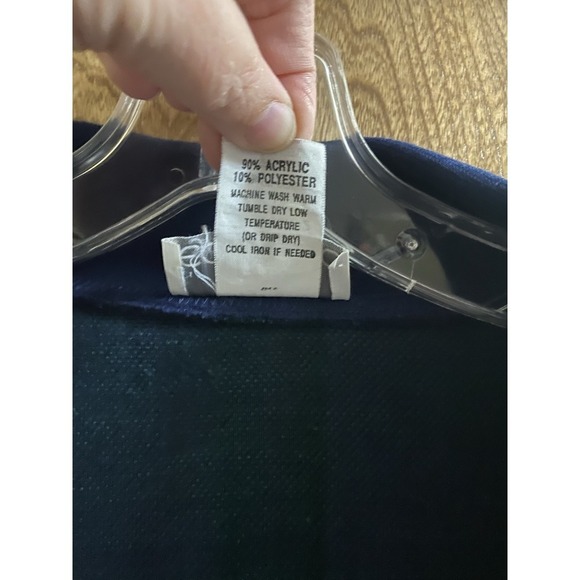 90% ACRYLIC
10% POLYESTER
MACHINE WASH WARM
TUMBLE DRY LOW
TEMPERATURE
(OR DRIP DRY)
COOL IRON IF NEEDED